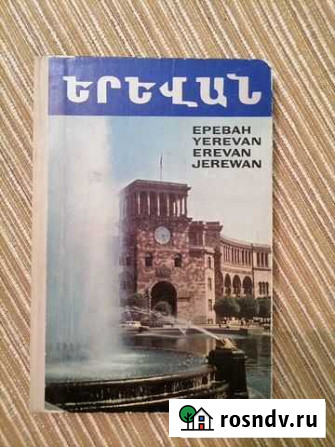 ԵՐԵՎԱՆ
ЕРЕВАН
YEREVAN
EREVAN
JEREWAN
rosndv.ru